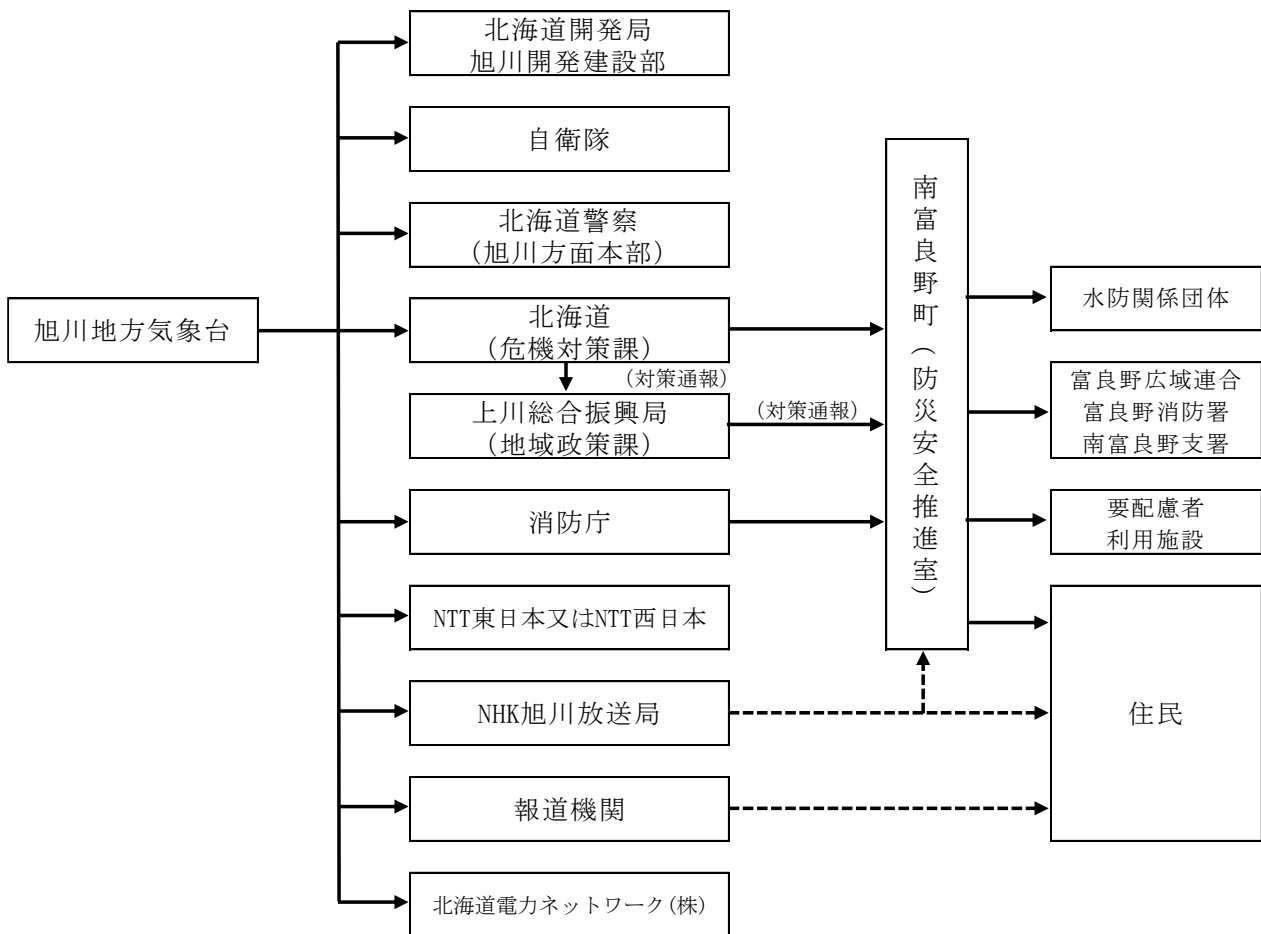 旭川地方気象台
北海道開発局
旭川開発建設部
自衛隊
北海道警察
(旭川方面本部)
北海道
(危機対策課)
(対策通報)
上川総合振興局
(地域政策課)
(対策通報)
消防庁
NTT東日本又はNTT西日本
NHK旭川放送局
報道機関
北海道電力ネットワーク(株)
南富良野町(防災安全推進室)
水防関係団体
富良野広域連合
富良野消防署
南富良野支署
要配慮者
利用施設
住民